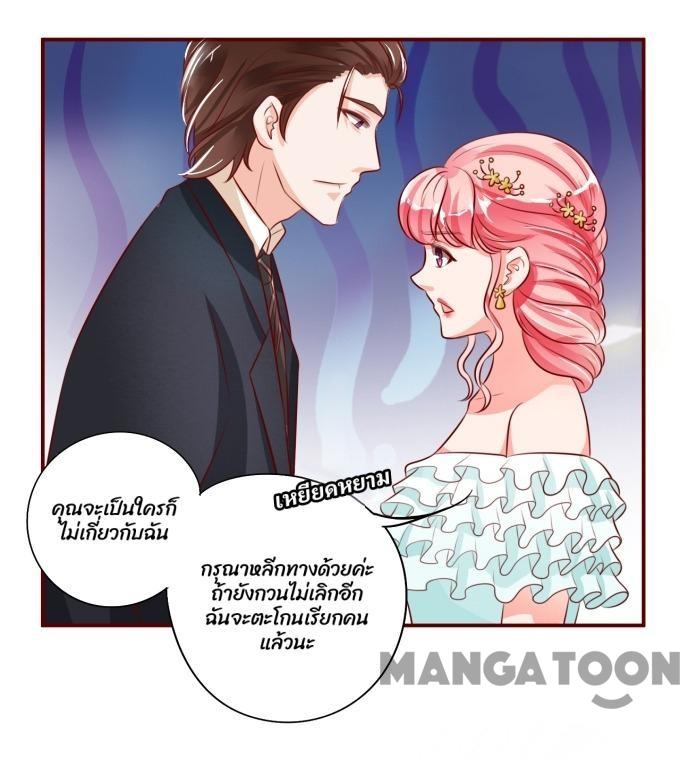 คุณจะเป็นใครก็
ไม่เกี่ยวกับฉัน
เหยียดหยาม
กรุณาหลีกทางด้วยค่ะ
ถ้ายังกวนไม่เลิกอีก
ฉันจะตะโกนเรียกคน
แล้วนะ
MANGATOON